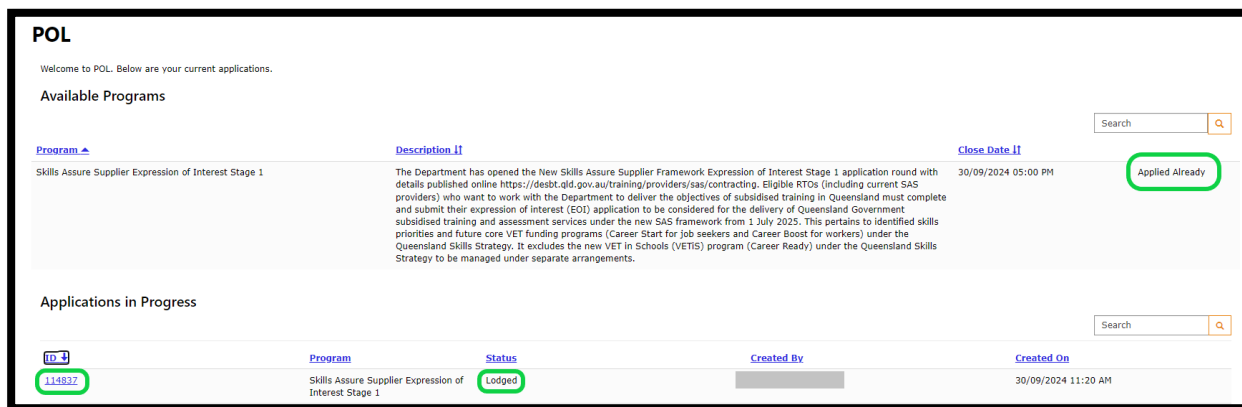 POL
Welcome to POL. Below are your current applications.
Available Programs
Search
Program
Description
Close Date
Skills Assure Supplier Expression of Interest Stage 1
The Department has opened the New Skills Assure Supplier Framework Expression of Interest Stage 1 application round with
details published online https://desbt.qld.gov.au/training/providers/sas/contracting. Eligible RTOs (including current SAS
providers) who want to work with the Department to deliver the objectives of subsidised training in Queensland must complete
and submit their expression of interest (EOI) application to be considered for the delivery of Queensland Government
subsidised training and assessment services under the new SAS framework from 1 July 2025. This pertains to identified skills
priorities and future core VET funding programs (Career Start for job seekers and Career Boost for workers) under the
Queensland Skills Strategy. It excludes the new VET in Schools (VETiS) program (Career Ready) under the Queensland Skills
Strategy to be managed under separate arrangements.
30/09/2024 05:00 PM
Applied Already
Applications in Progress
Search
ID
Program
Status
Created By
Created On
114837
Skills Assure Supplier Expression of
Interest Stage 1
Lodged
30/09/2024 11:20 AM